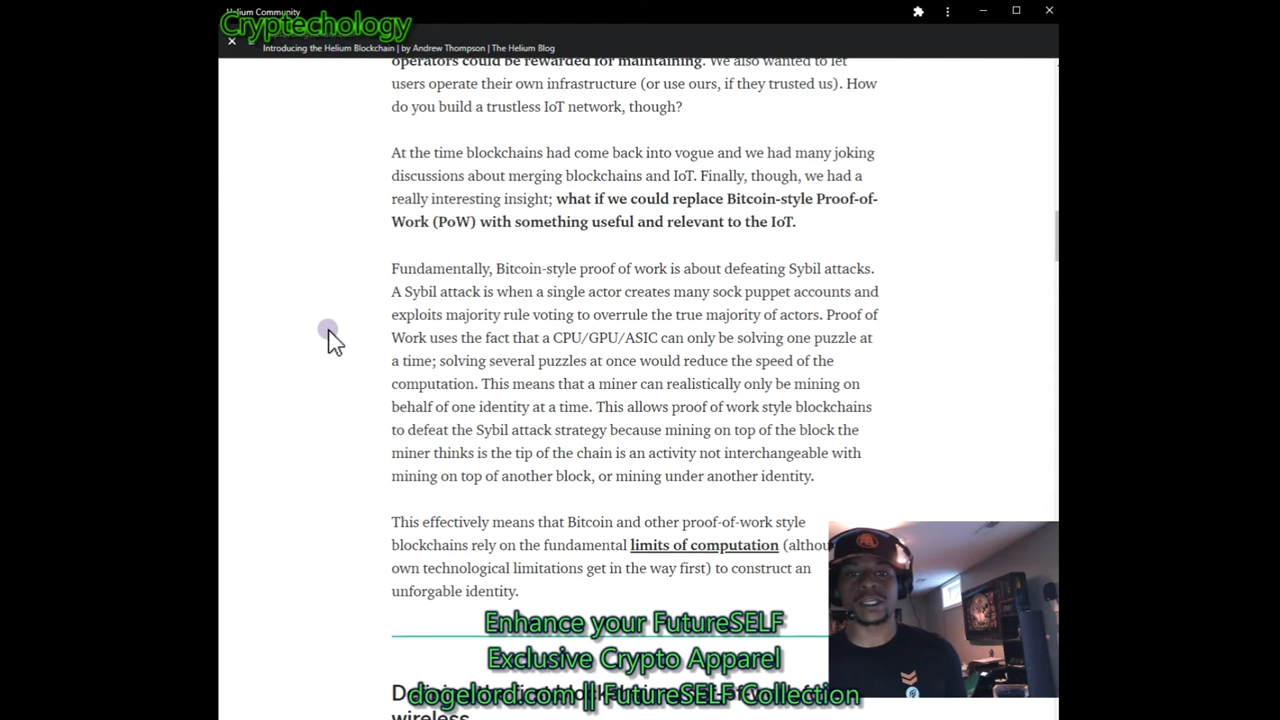 Helium Community
Cryptechology
Introducing the Helium Blockchain | by Andrew Thompson | The Helium Blog
operators could be rewarded for maintaining. We also wanted to let
users operate their own infrastructure (or use ours, if they trusted us). How
do you build a trustless IoT network, though?
At the time blockchains had come back into vogue and we had many joking
discussions about merging blockchains and IoT. Finally, though, we had a
really interesting insight; what if we could replace Bitcoin-style Proof-of-
Work (PoW) with something useful and relevant to the IoT.
Fundamentally, Bitcoin-style proof of work is about defeating Sybil attacks.
A Sybil attack is when a single actor creates many sock puppet accounts and
exploits majority rule voting to overrule the true majority of actors. Proof of
Work uses the fact that a CPU/GPU/ASIC can only be solving one puzzle at
a time; solving several puzzles at once would reduce the speed of the
computation. This means that a miner can realistically only be mining on
behalf of one identity at a time. This allows proof of work style blockchains
to defeat the Sybil attack strategy because mining on top of the block the
miner thinks is the tip of the chain is an activity not interchangeable with
mining on top of another block, or mining under another identity.
This effectively means that Bitcoin and other proof-of-work style
blockchains rely on the fundamental limits of computation (althou
own technological limitations get in the way first) to construct an
unforgable identity.
Enhance your FutureSELF
Exclusive Crypto Apparel
dogelord.com || FutureSELF Collection
wireless